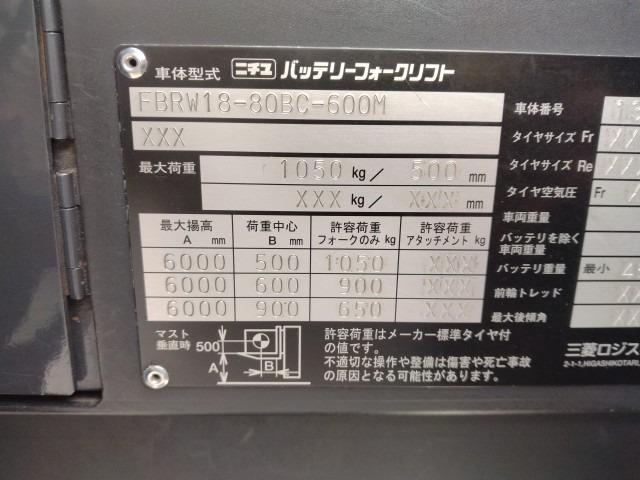 車体型式 ニチユ バッテリーフォークリフト
FBRW18-80BC-600M
XXX
最大荷重 1050 kg／ 500 mm
XXX kg／ XXX mm
最大揚高 A mm 荷重中心 B mm 許容荷重 フォークのみ kg 許容荷重 アタッチメント kg
6000 500 1050 XXX
6000 600 900 XXX
6000 900 650 XXX
マスト垂直時 500 A B
許容荷重はメーカー標準タイヤ付
の値です。
不適切な操作や整備は傷害や死亡事故
の原因となる可能性があります。
車体番号
タイヤサイズ Fr
タイヤサイズ Re
タイヤ空気圧 Fr
車両重量
バッテリを除く
車両重量
バッテリ重量 最小
前輪トレッド
最大後傾角
三菱ロジス
2-1-1,HIGASHIKOTARI,